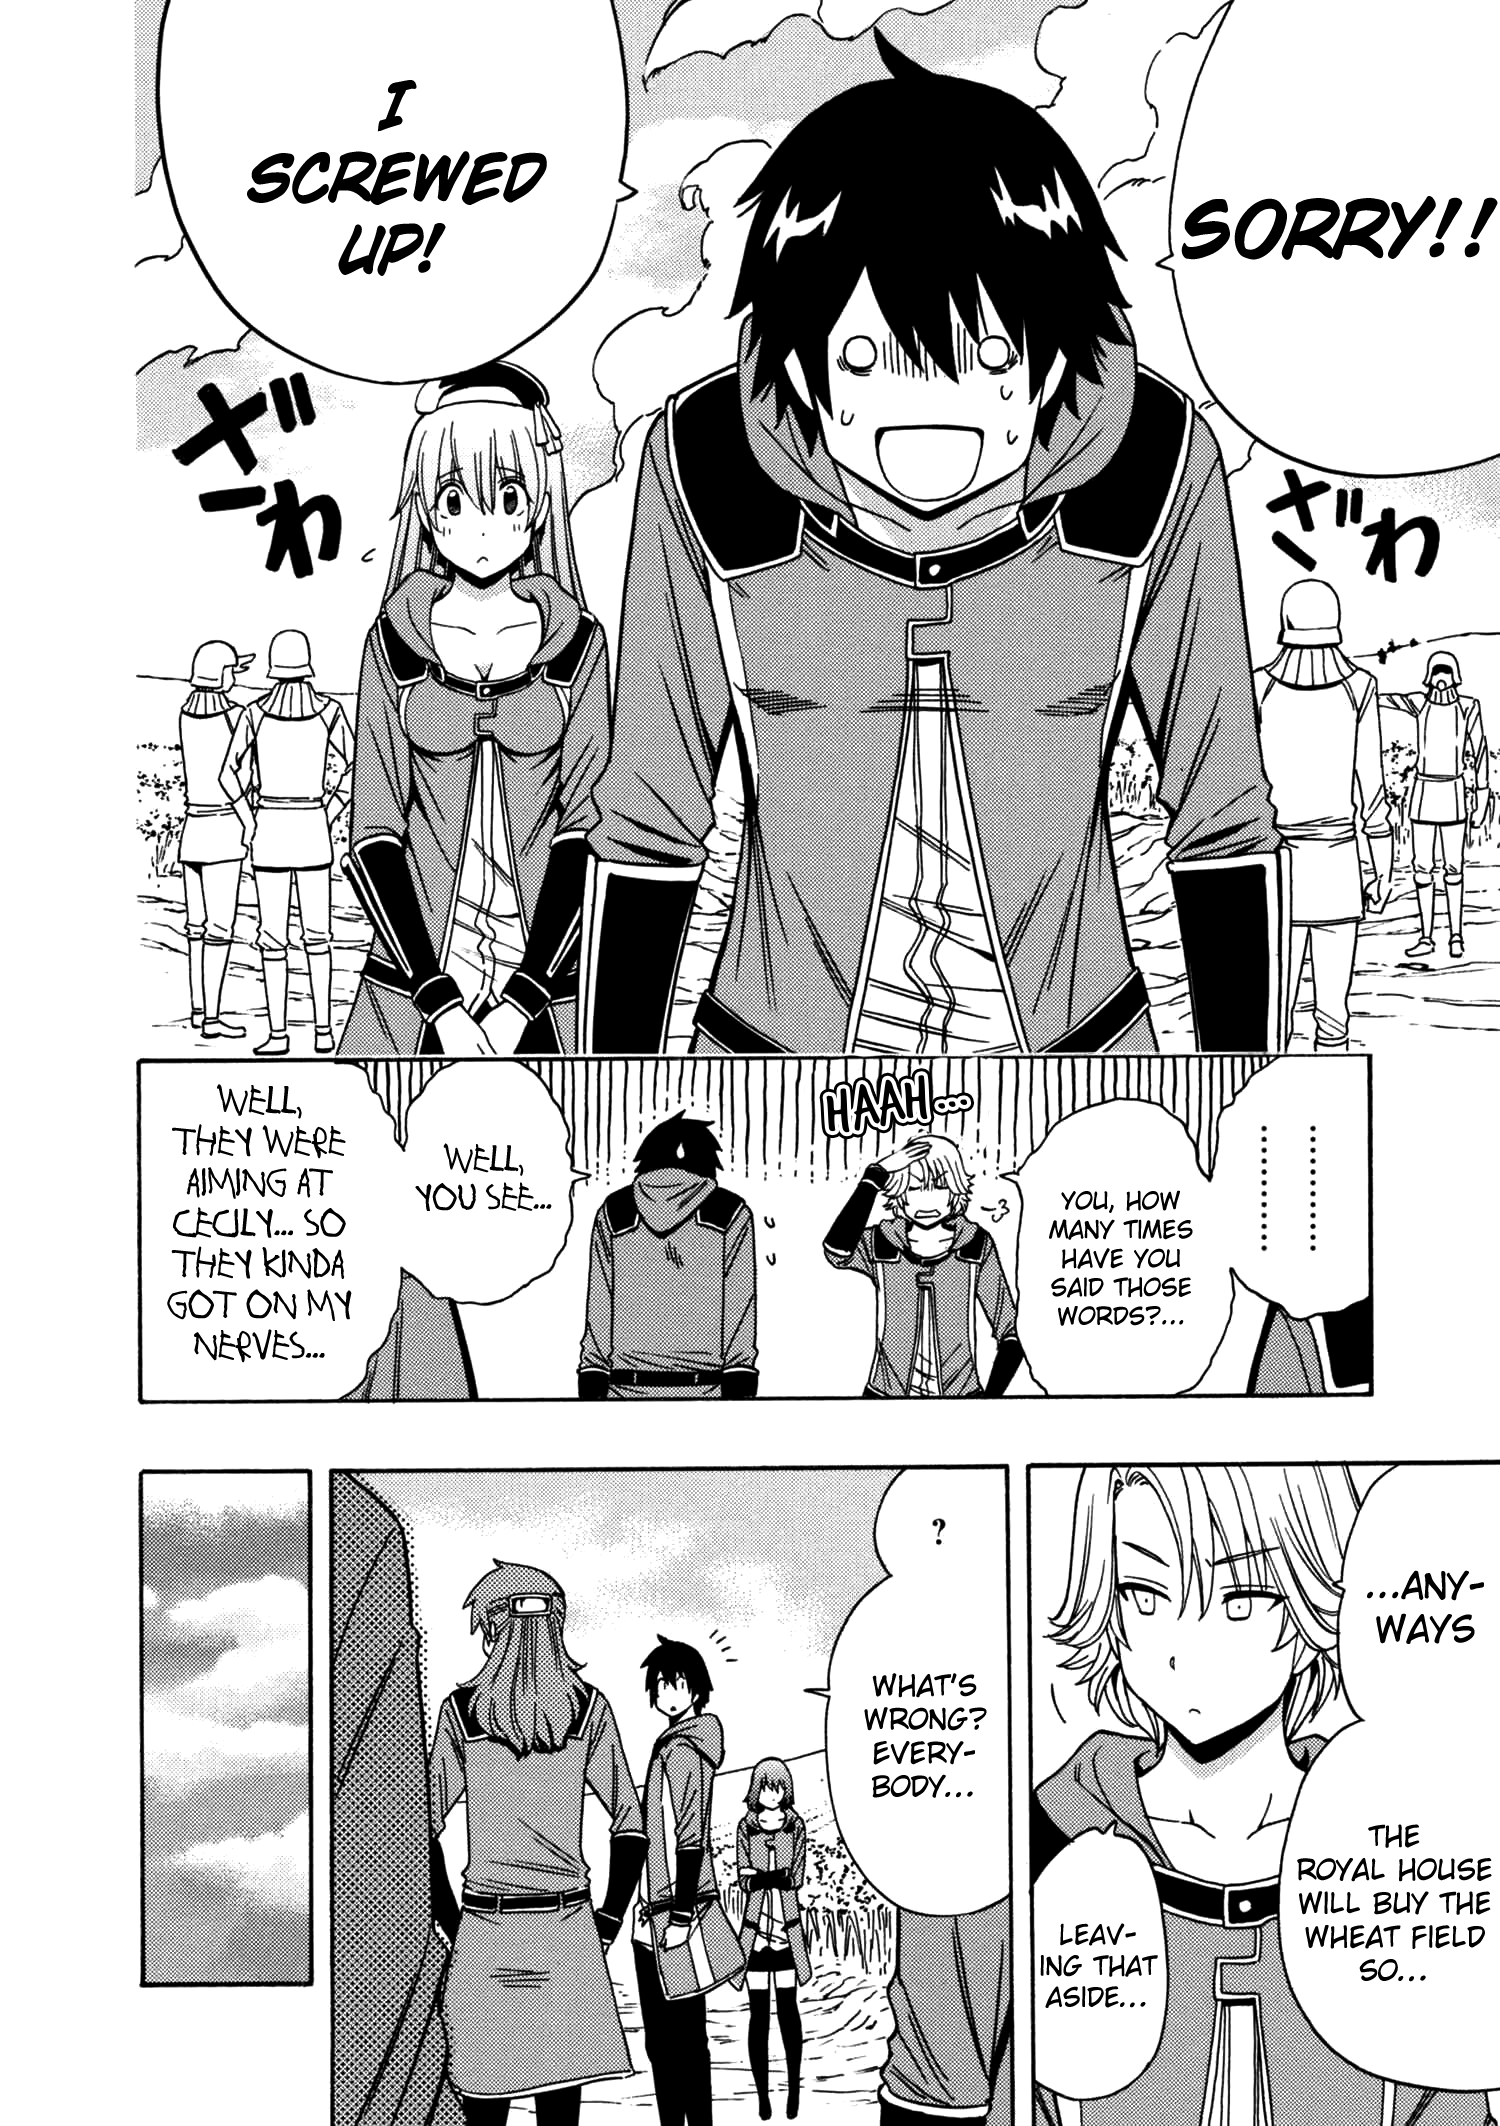 SORRY!!
I
SCREWED
UP!
ざわ
ざーわ
..........
..........
YOU, HOW
MANY TIMES
HAVE YOU
SAID THOSE
WORDS?...
HAAH...
WELL,
YOU SEE...
WELL,
THEY WERE
AIMING AT
CECILY... SO
THEY KINDA
GOT ON MY
NERVES...
...ANY-
WAYS
THE
ROYAL HOUSE
WILL BUY THE
WHEAT FIELD
SO...
LEAV-
ING THAT
ASIDE...
?
WHAT'S
WRONG?
EVERY-
BODY...